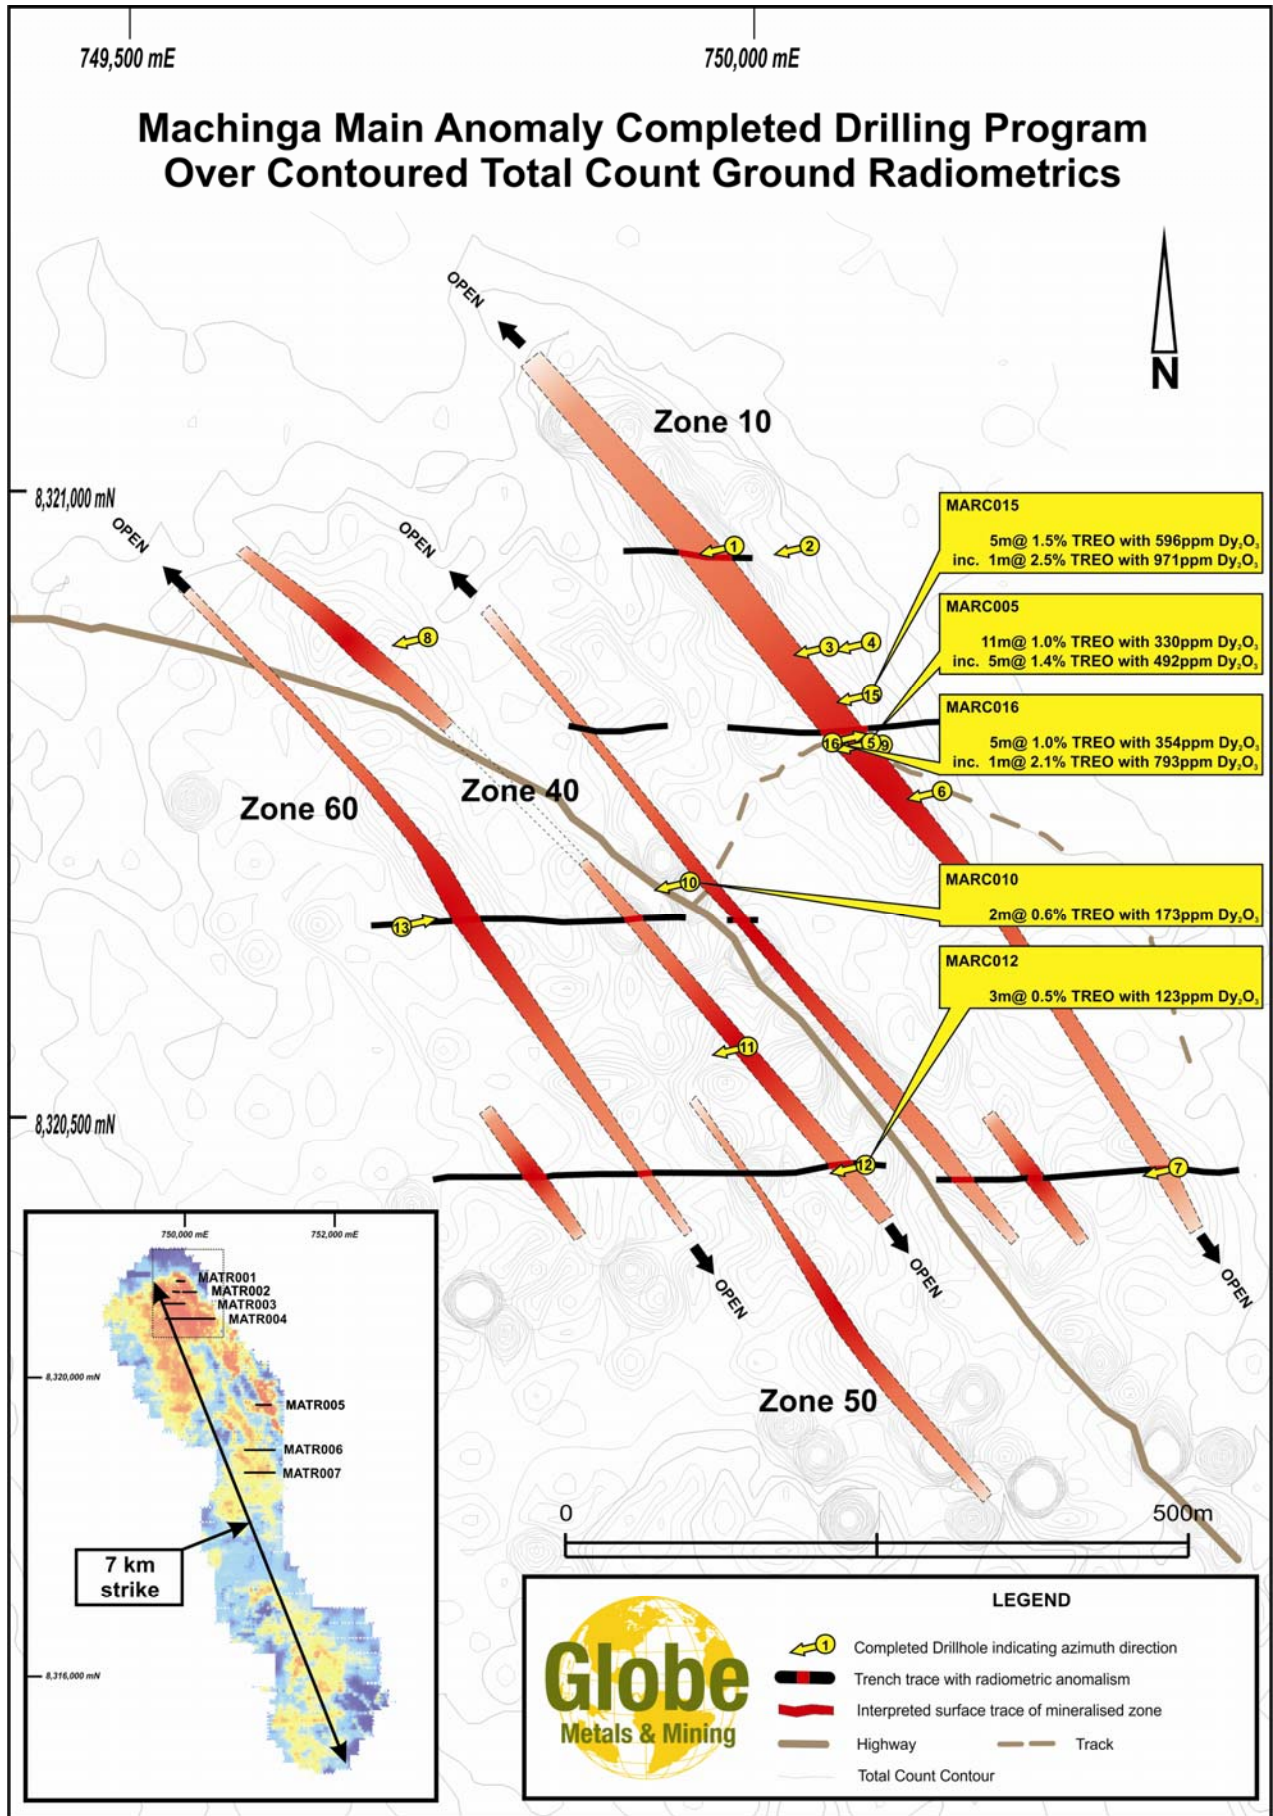 749,500 mE
750,000 mE
Machinga Main Anomaly Completed Drilling Program
Over Contoured Total Count Ground Radiometrics
OPEN
N
Zone 10
8,321,000 mN
OPEN
OPEN
MARC015
5m@ 1.5% TREO with 596ppm Dy₂O₃
inc. 1m@ 2.5% TREO with 971ppm Dy₂O₃
1
2
MARC005
11m@ 1.0% TREO with 330ppm Dy₂O₃
inc. 5m@ 1.4% TREO with 492ppm Dy₂O₃
8
3
4
15
MARC016
5m@ 1.0% TREO with 354ppm Dy₂O₃
inc. 1m@ 2.1% TREO with 793ppm Dy₂O₃
16
5
9
6
Zone 40
Zone 60
MARC010
2m@ 0.6% TREO with 173ppm Dy₂O₃
10
13
MARC012
3m@ 0.5% TREO with 123ppm Dy₂O₃
11
8,320,500 mN
12
7
OPEN
OPEN
OPEN
Zone 50
0
500m
750,000 mE
752,000 mE
MATR001
MATR002
MATR003
MATR004
8,320,000 mN
MATR005
MATR006
MATR007
7 km
strike
8,316,000 mN
LEGEND
Globe
Metals & Mining
1
Completed Drillhole indicating azimuth direction
Trench trace with radiometric anomalism
Interpreted surface trace of mineralised zone
Highway
Track
Total Count Contour